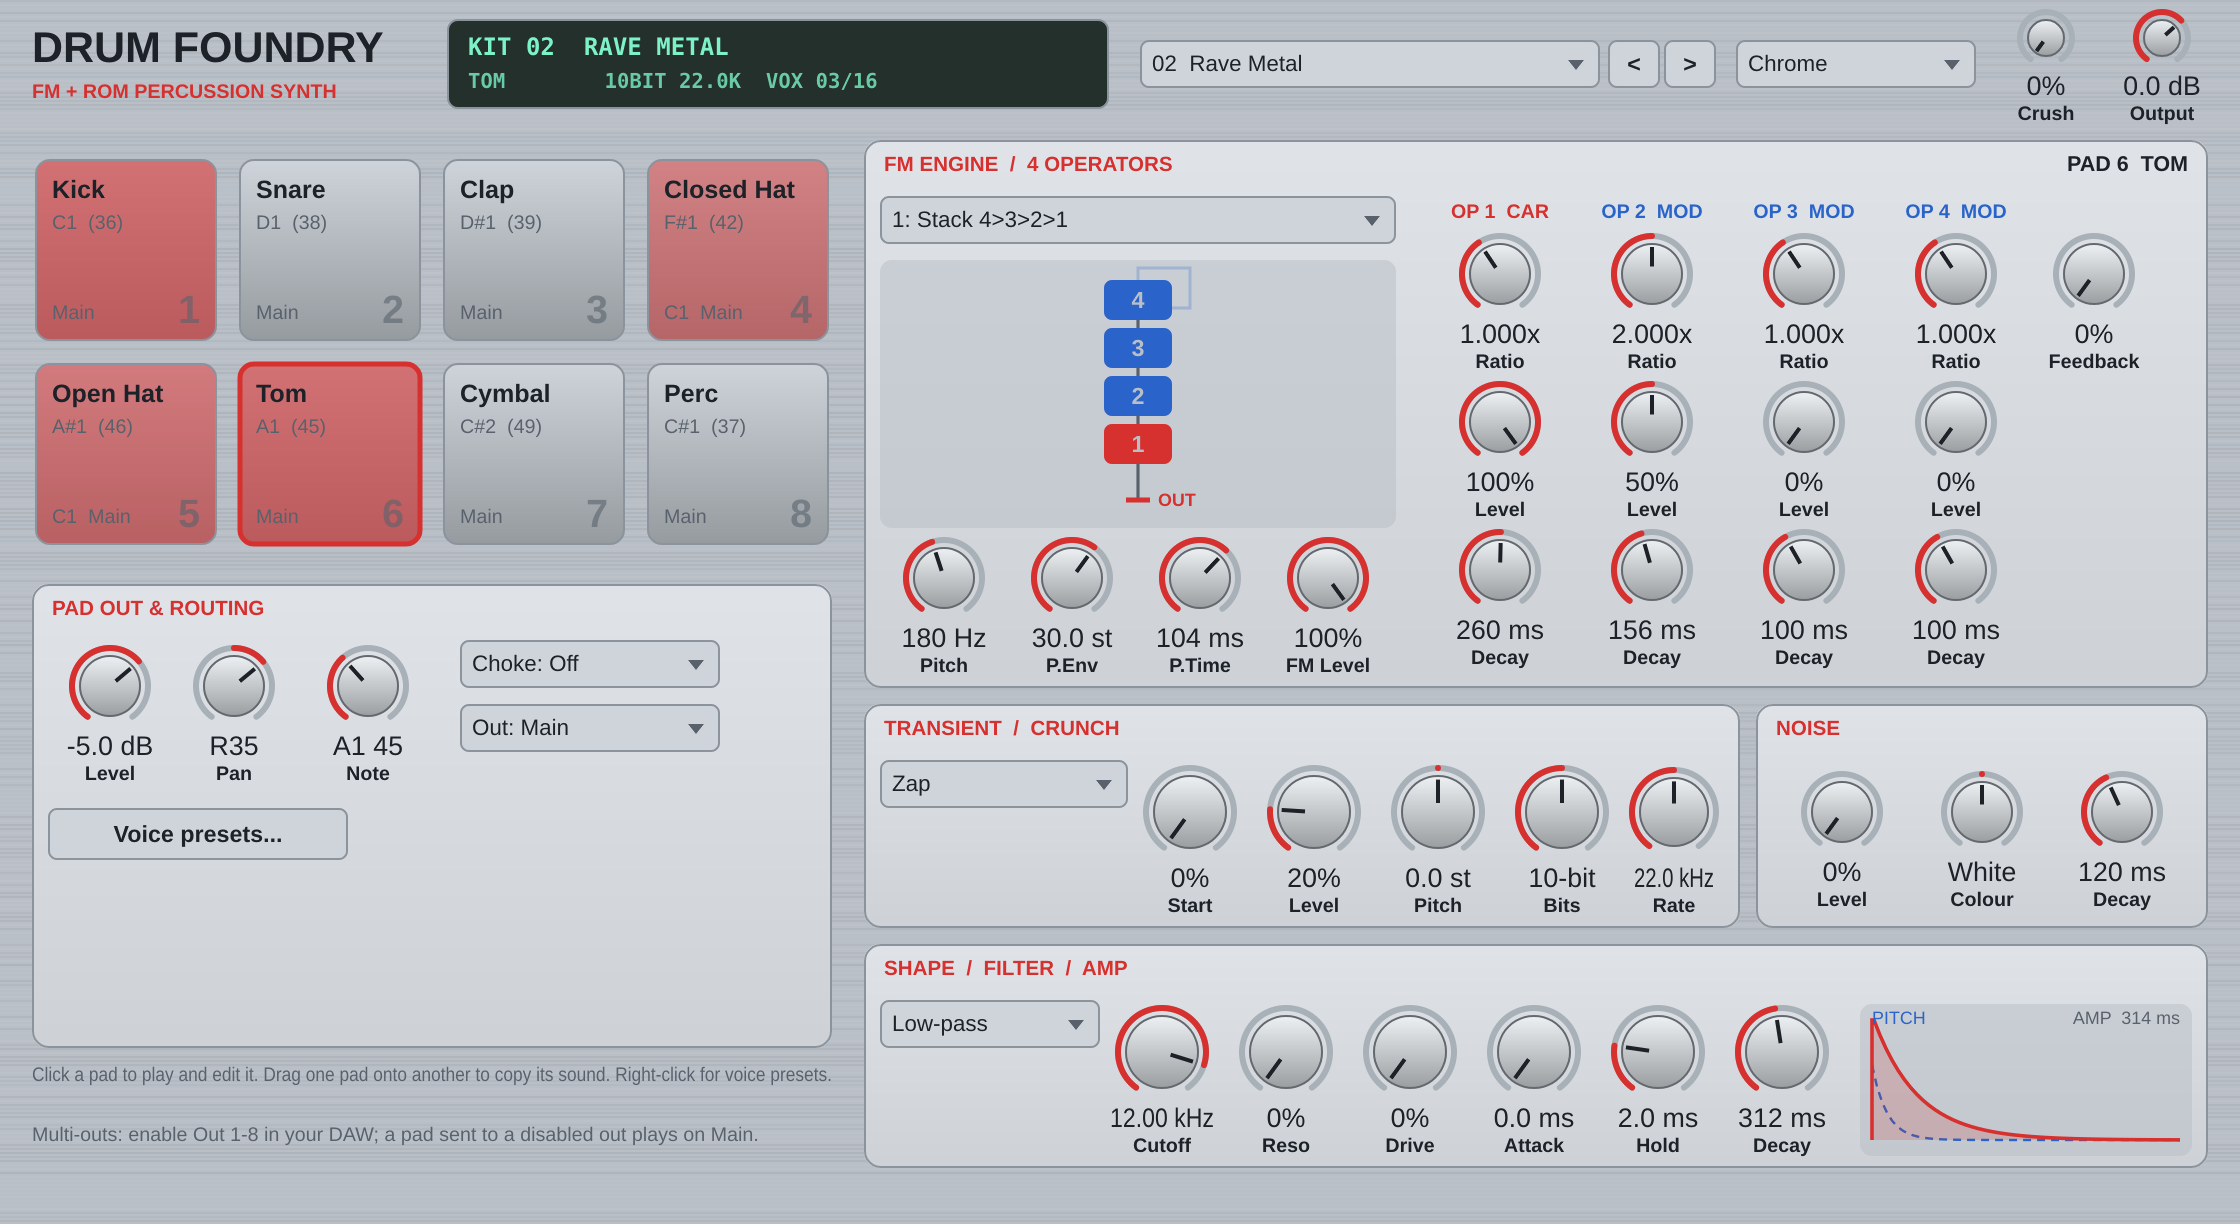 DRUM FOUNDRY
FM + ROM PERCUSSION SYNTH
KIT 02 RAVE METAL
TOM 10BIT 22.0K VOX 03/16
02 Rave Metal
<
>
Chrome
0%
Crush
0.0 dB
Output
Kick
C1 (36)
Main 1
Snare
D1 (38)
Main 2
Clap
D#1 (39)
Main 3
Closed Hat
F#1 (42)
C1 Main 4
Open Hat
A#1 (46)
C1 Main 5
Tom
A1 (45)
Main 6
Cymbal
C#2 (49)
Main 7
Perc
C#1 (37)
Main 8
PAD OUT & ROUTING
-5.0 dB
Level
R35
Pan
A1 45
Note
Choke: Off
Out: Main
Voice presets...
Click a pad to play and edit it. Drag one pad onto another to copy its sound. Right-click for voice presets.
Multi-outs: enable Out 1-8 in your DAW; a pad sent to a disabled out plays on Main.
FM ENGINE / 4 OPERATORS
PAD 6 TOM
1: Stack 4>3>2>1
4
3
2
1
OUT
180 Hz
Pitch
30.0 st
P.Env
104 ms
P.Time
100%
FM Level
OP 1 CAR
OP 2 MOD
OP 3 MOD
OP 4 MOD
1.000x
Ratio
2.000x
Ratio
1.000x
Ratio
1.000x
Ratio
0%
Feedback
100%
Level
50%
Level
0%
Level
0%
Level
260 ms
Decay
156 ms
Decay
100 ms
Decay
100 ms
Decay
TRANSIENT / CRUNCH
Zap
0%
Start
20%
Level
0.0 st
Pitch
10-bit
Bits
22.0 kHz
Rate
NOISE
0%
Level
White
Colour
120 ms
Decay
SHAPE / FILTER / AMP
Low-pass
12.00 kHz
Cutoff
0%
Reso
0%
Drive
0.0 ms
Attack
2.0 ms
Hold
312 ms
Decay
PITCH
AMP 314 ms